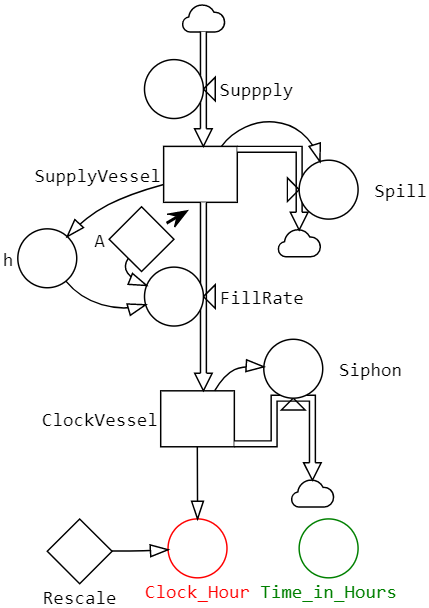 Suppply
SupplyVessel
Spill
A
h
FillRate
Siphon
ClockVessel
Clock_Hour Time_in_Hours
Rescale